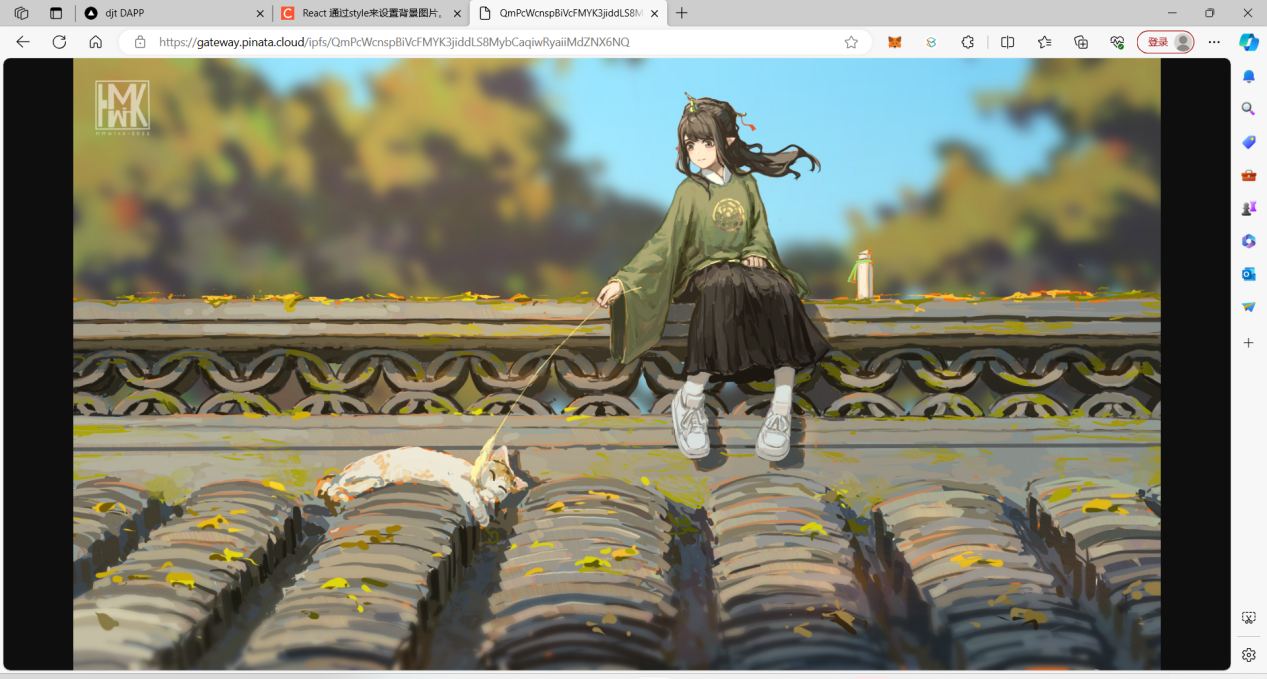 djt DAPP
React 通过style来设置背景图片,
QmPcWcnspBiVcFMYK3jiddLS8M
https://gateway.pinata.cloud/ipfs/QmPcWcnspBiVcFMYK3jiddLS8MybCaqiwRyaiiMdZNX6NQ
登录